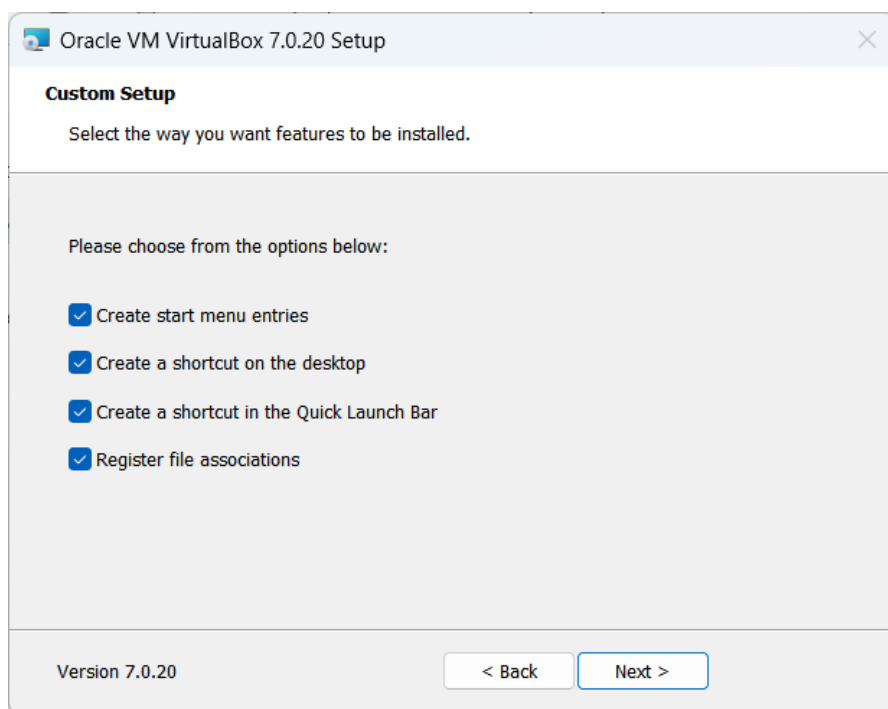 Oracle VM VirtualBox 7.0.20 Setup
Custom Setup
Select the way you want features to be installed.
Please choose from the options below:
Create start menu entries
Create a shortcut on the desktop
Create a shortcut in the Quick Launch Bar
Register file associations
Version 7.0.20
< Back
Next >